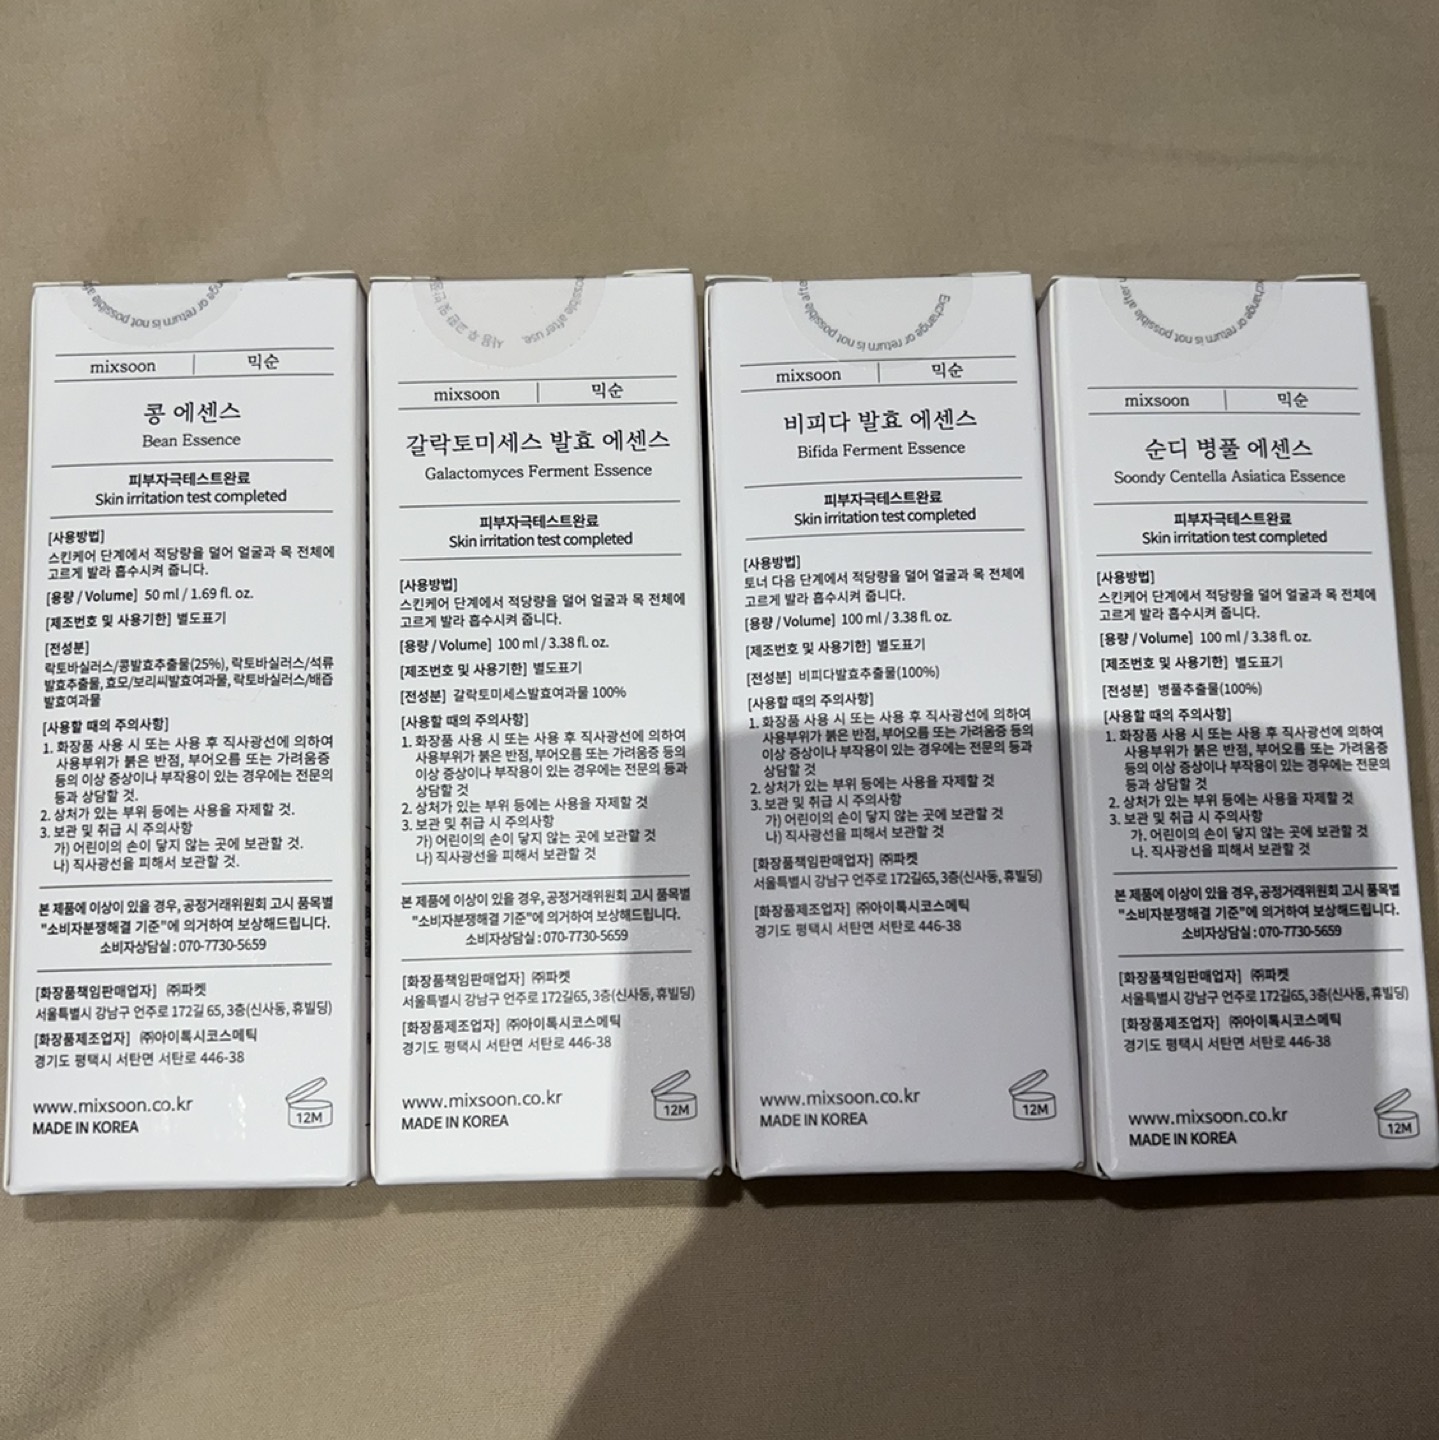 nge or return is not possible a
mixsoon | 믹순
콩 에센스
Bean Essence
피부자극테스트완료
Skin irritation test completed
[사용방법]
스킨케어 단계에서 적당량을 덜어 얼굴과 목 전체에
고르게 발라 흡수시켜 줍니다.
[용량 / Volume] 50 ml / 1.69 fl. oz.
[제조번호 및 사용기한] 별도표기
[전성분]
락토바실러스/콩발효추출물(25%), 락토바실러스/석류
발효추출물, 효모/보리씨발효여과물, 락토바실러스/배즙
발효여과물
[사용할 때의 주의사항]
1. 화장품 사용 시 또는 사용 후 직사광선에 의하여
사용부위가 붉은 반점, 부어오름 또는 가려움증
등의 이상 증상이나 부작용이 있는 경우에는 전문의
등과 상담할 것.
2. 상처가 있는 부위 등에는 사용을 자제할 것.
3. 보관 및 취급 시 주의사항
가) 어린이의 손이 닿지 않는 곳에 보관할 것.
나) 직사광선을 피해서 보관할 것.
본 제품에 이상이 있을 경우, 공정거래위원회 고시 품목별
"소비자분쟁해결 기준"에 의거하여 보상해드립니다.
소비자상담실 : 070-7730-5659
[화장품책임판매업자] ㈜파켓
서울특별시 강남구 언주로 172길 65, 3층(신사동, 휴빌딩)
[화장품제조업자] ㈜아이톡시코스메틱
경기도 평택시 서탄면 서탄로 446-38
www.mixsoon.co.kr
MADE IN KOREA
12M
ossible after use.
사용 후 교환 및 반품
mixsoon | 믹순
갈락토미세스 발효 에센스
Galactomyces Ferment Essence
피부자극테스트완료
Skin irritation test completed
[사용방법]
스킨케어 단계에서 적당량을 덜어 얼굴과 목 전체에
고르게 발라 흡수시켜 줍니다.
[용량 / Volume] 100 ml / 3.38 fl. oz.
[제조번호 및 사용기한] 별도표기
[전성분] 갈락토미세스발효여과물 100%
[사용할 때의 주의사항]
1. 화장품 사용 시 또는 사용 후 직사광선에 의하여
사용부위가 붉은 반점, 부어오름 또는 가려움증 등의
이상 증상이나 부작용이 있는 경우에는 전문의 등과
상담할 것
2. 상처가 있는 부위 등에는 사용을 자제할 것
3. 보관 및 취급 시 주의사항
가) 어린이의 손이 닿지 않는 곳에 보관할 것
나) 직사광선을 피해서 보관할 것
본 제품에 이상이 있을 경우, 공정거래위원회 고시 품목별
"소비자분쟁해결 기준"에 의거하여 보상해드립니다.
소비자상담실 : 070-7730-5659
[화장품책임판매업자] ㈜파켓
서울특별시 강남구 언주로 172길65, 3층(신사동, 휴빌딩)
[화장품제조업자] ㈜아이톡시코스메틱
경기도 평택시 서탄면 서탄로 446-38
www.mixsoon.co.kr
MADE IN KOREA
12M
Exchange or return is not possible afte
mixsoon | 믹순
비피다 발효 에센스
Bifida Ferment Essence
피부자극테스트완료
Skin irritation test completed
[사용방법]
토너 다음 단계에서 적당량을 덜어 얼굴과 목 전체에
고르게 발라 흡수시켜 줍니다.
[용량 / Volume] 100 ml / 3.38 fl. oz.
[제조번호 및 사용기한] 별도표기
[전성분] 비피다발효추출물(100%)
[사용할 때의 주의사항]
1. 화장품 사용 시 또는 사용 후 직사광선에 의하여
사용부위가 붉은 반점, 부어오름 또는 가려움증 등의
이상 증상이나 부작용이 있는 경우에는 전문의 등과
상담할 것
2. 상처가 있는 부위 등에는 사용을 자제할 것
3. 보관 및 취급 시 주의사항
가) 어린이의 손이 닿지 않는 곳에 보관할 것
나) 직사광선을 피해서 보관할 것
[화장품책임판매업자] ㈜파켓
서울특별시 강남구 언주로 172길65, 3층(신사동, 휴빌딩)
[화장품제조업자] ㈜아이톡시코스메틱
경기도 평택시 서탄면 서탄로 446-38
www.mixsoon.co.kr
MADE IN KOREA
12M
xchange or return is not possible after
mixsoon | 믹순
순디 병풀 에센스
Soondy Centella Asiatica Essence
피부자극테스트완료
Skin irritation test completed
[사용방법]
스킨케어 단계에서 적당량을 덜어 얼굴과 목 전체에
고르게 발라 흡수시켜 줍니다.
[용량 / Volume] 100 ml / 3.38 fl. oz.
[제조번호 및 사용기한] 별도표기
[전성분] 병풀추출물(100%)
[사용할 때의 주의사항]
1. 화장품 사용 시 또는 사용 후 직사광선에 의하여
사용부위가 붉은 반점, 부어오름 또는 가려움증
등의 이상 증상이나 부작용이 있는 경우에는 전문의
등과 상담할 것
2. 상처가 있는 부위 등에는 사용을 자제할 것
3. 보관 및 취급 시 주의사항
가. 어린이의 손이 닿지 않는 곳에 보관할 것
나. 직사광선을 피해서 보관할 것
본 제품에 이상이 있을 경우, 공정거래위원회 고시 품목별
"소비자분쟁해결 기준"에 의거하여 보상해드립니다.
소비자상담실 : 070-7730-5659
[화장품책임판매업자] ㈜파켓
서울특별시 강남구 언주로 172길65, 3층(신사동, 휴빌딩)
[화장품제조업자] ㈜아이톡시코스메틱
경기도 평택시 서탄면 서탄로 446-38
www.mixsoon.co.kr
MADE IN KOREA
12M